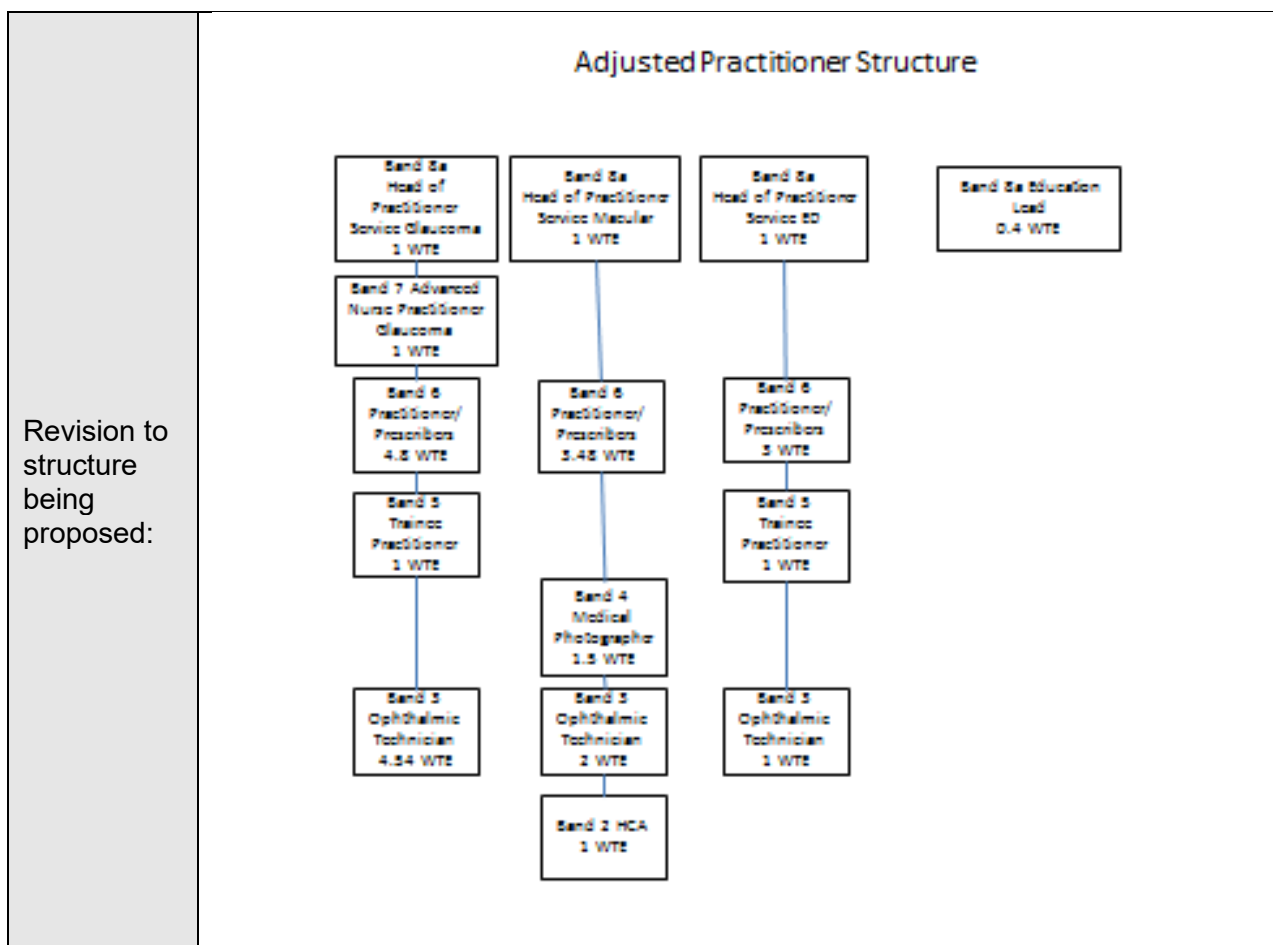 Revision to
structure
being
proposed:
Adjusted Practitioner Structure
Band 8a
Head of
Practitioner
Service Glaucoma
1 WTE
Band 7 Advanced
Nurse Practitioner
Glaucoma
1 WTE
Band 6
Practitioner/
Prescribers
4.8 WTE
Band 5
Trainee
Practitioner
1 WTE
Band 3
Ophthalmic
Technician
WTE
Band 8a
Head of Practitioner
Service Macular
1 WTE
Band 6
Practitioner/
Prescribers
WTE
Band 4
Medical
Photographer
WTE
Band 3
Ophthalmic
Technician
2 WTE
Band 2 HCA
1 WTE
Band 8a
Head of Practitioner
Service ED
1 WTE
Band 6
Practitioner/
Prescribers
WTE
Band 5
Trainee
Practitioner
1 WTE
Band 3
Ophthalmic
Technician
1 WTE
Band 8a Education
Lead
0.4 WTE